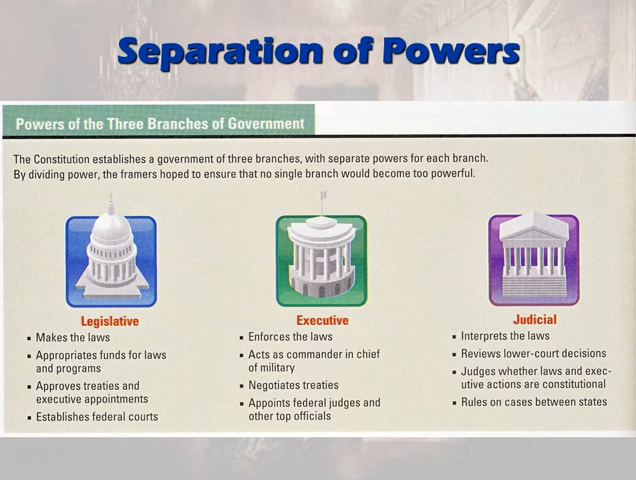 Separation of Powers
Powers of the Three Branches of Government
The Constitution establishes a government of three branches, with separate powers for each branch.
By dividing power, the framers hoped to ensure that no single branch would become too powerful.
Legislative
▪ Makes the laws
▪ Appropriates funds for laws
and programs
▪ Approves treaties and
executive appointments
▪ Establishes federal courts
Executive
▪ Enforces the laws
▪ Acts as commander in chief
of military
▪ Negotiates treaties
▪ Appoints federal judges and
other top officials
Judicial
▪ Interprets the laws
▪ Reviews lower-court decisions
▪ Judges whether laws and exec-
utive actions are constitutional
▪ Rules on cases between states